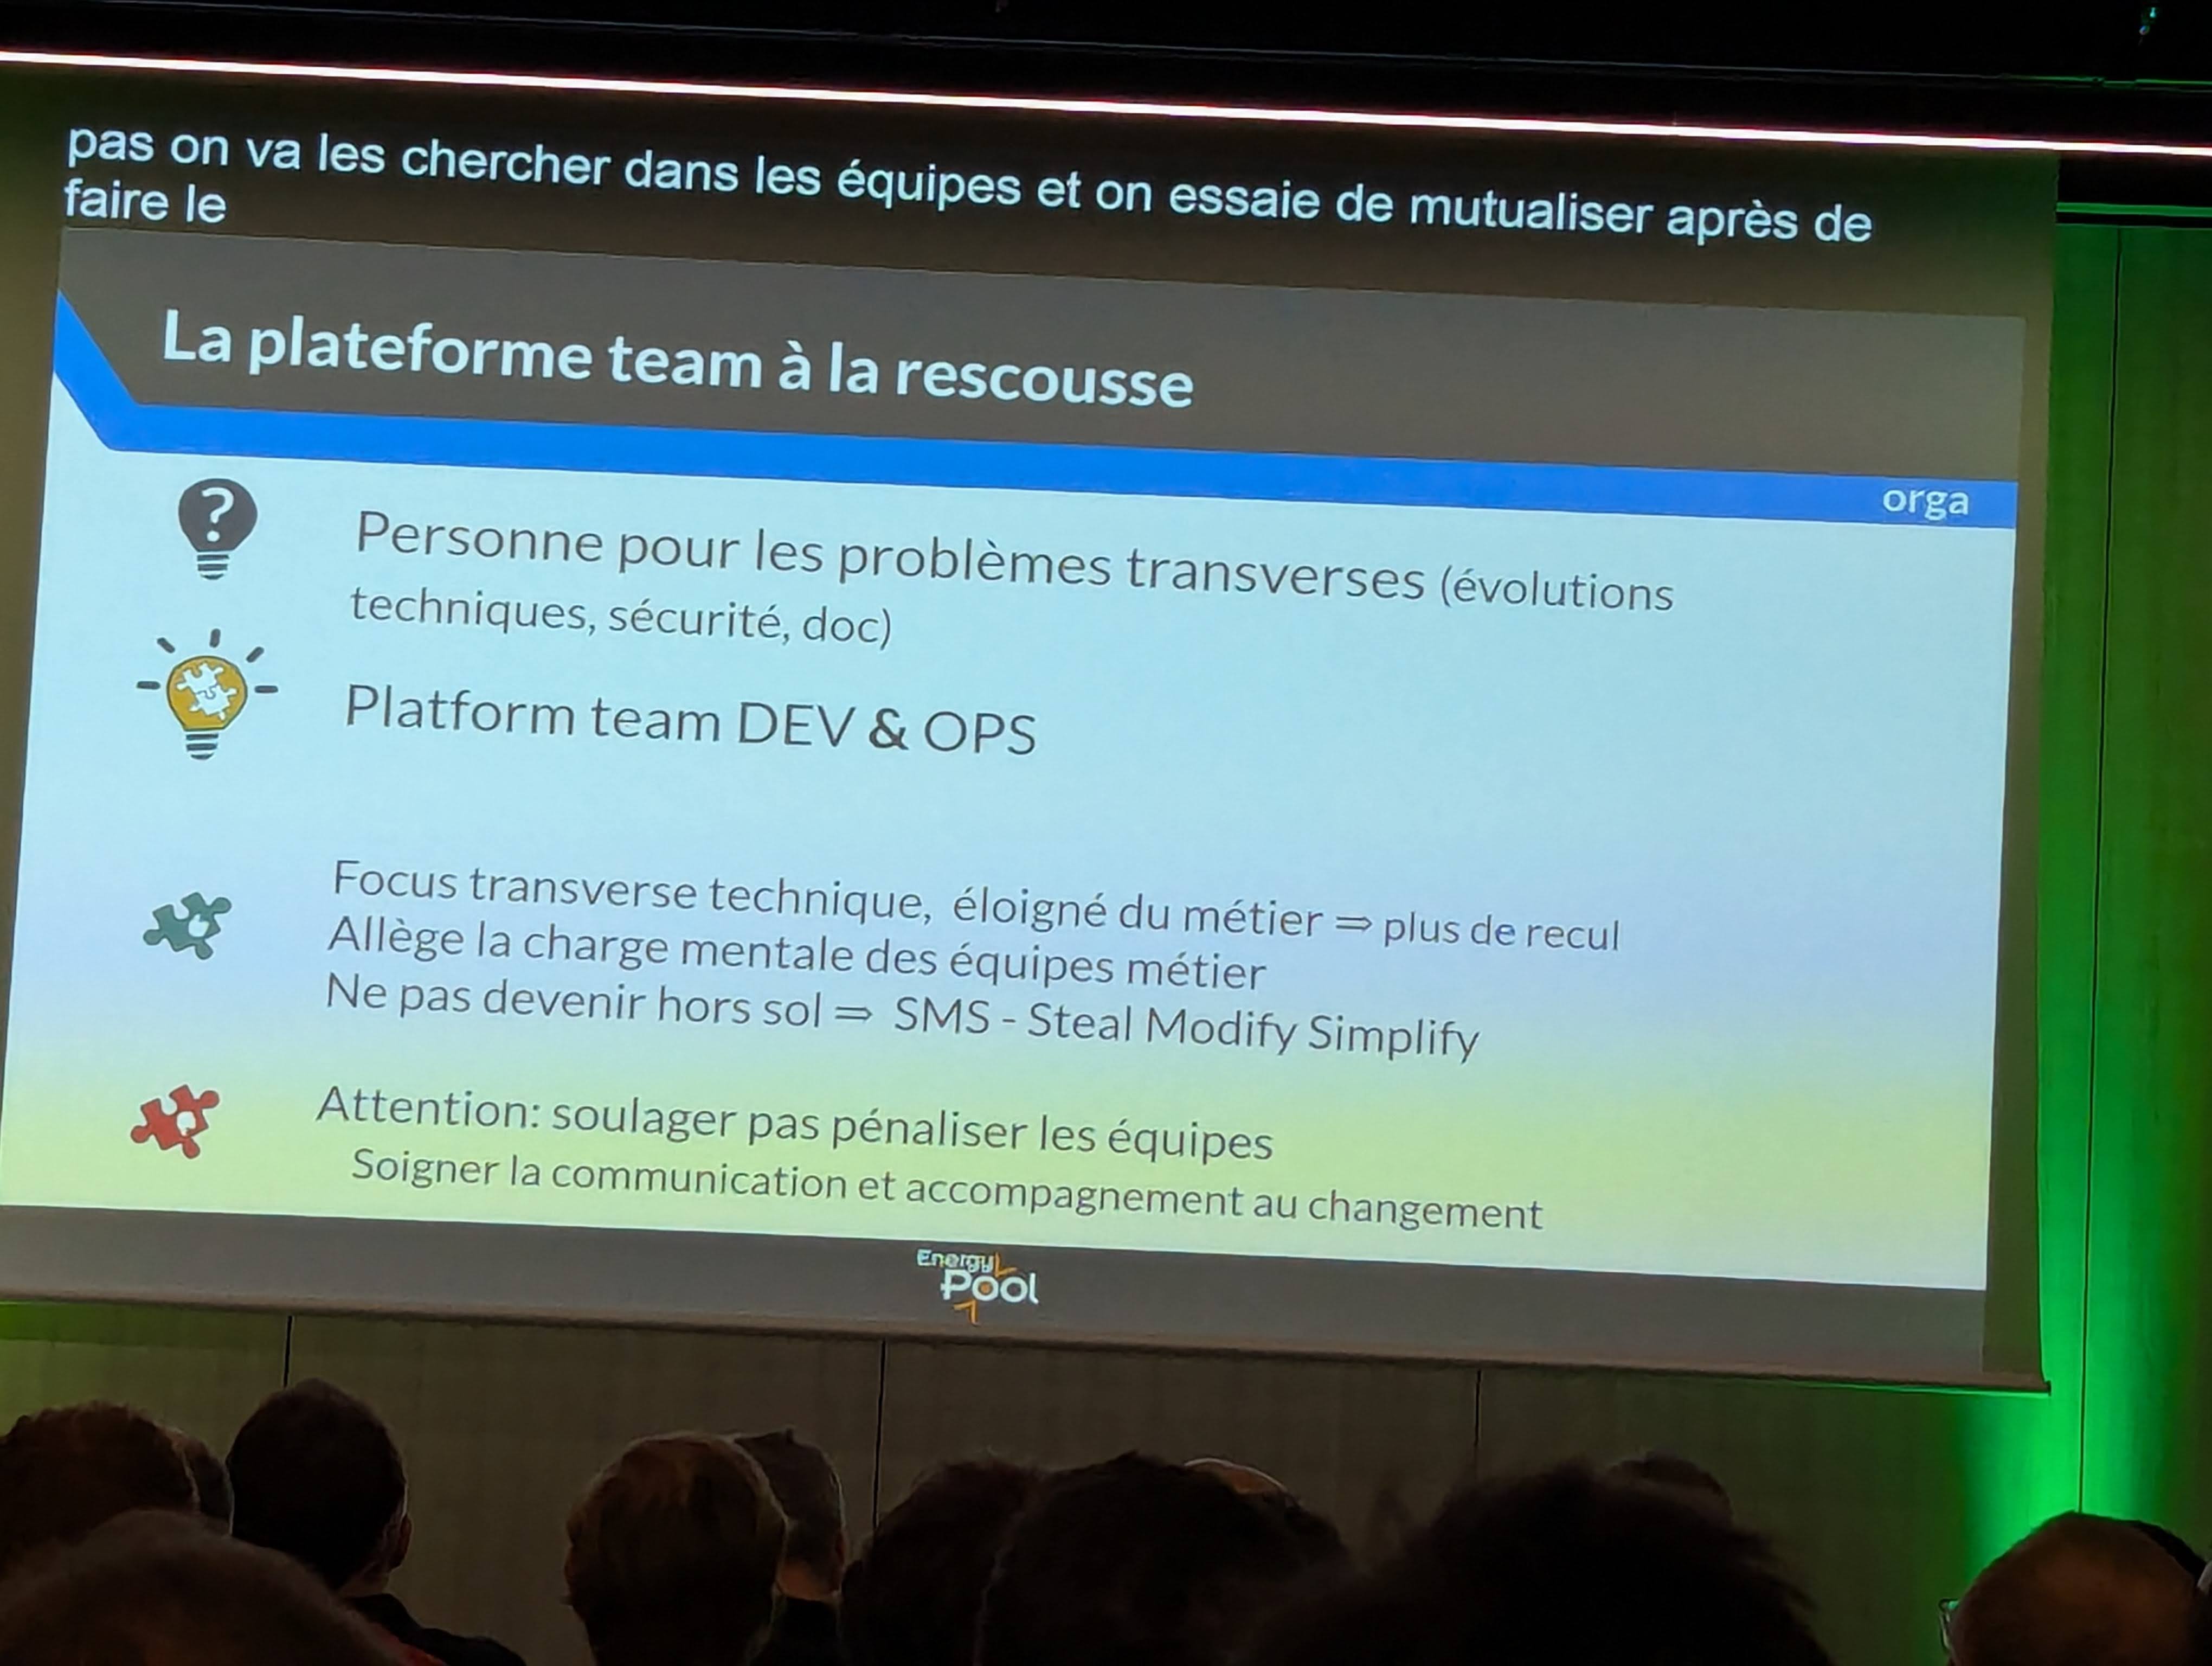 pas on va les chercher dans les équipes et on essaie de mutualiser après de
faire le
La plateforme team à la rescousse
orga
?
Personne pour les problèmes transverses (évolutions
techniques, sécurité, doc)
Platform team DEV & OPS
Focus transverse technique, éloigné du métier ⇒ plus de recul
Allège la charge mentale des équipes métier
Ne pas devenir hors sol ⇒ SMS - Steal Modify Simplify
Attention: soulager pas pénaliser les équipes
Soigner la communication et accompagnement au changement
Energy
Pool